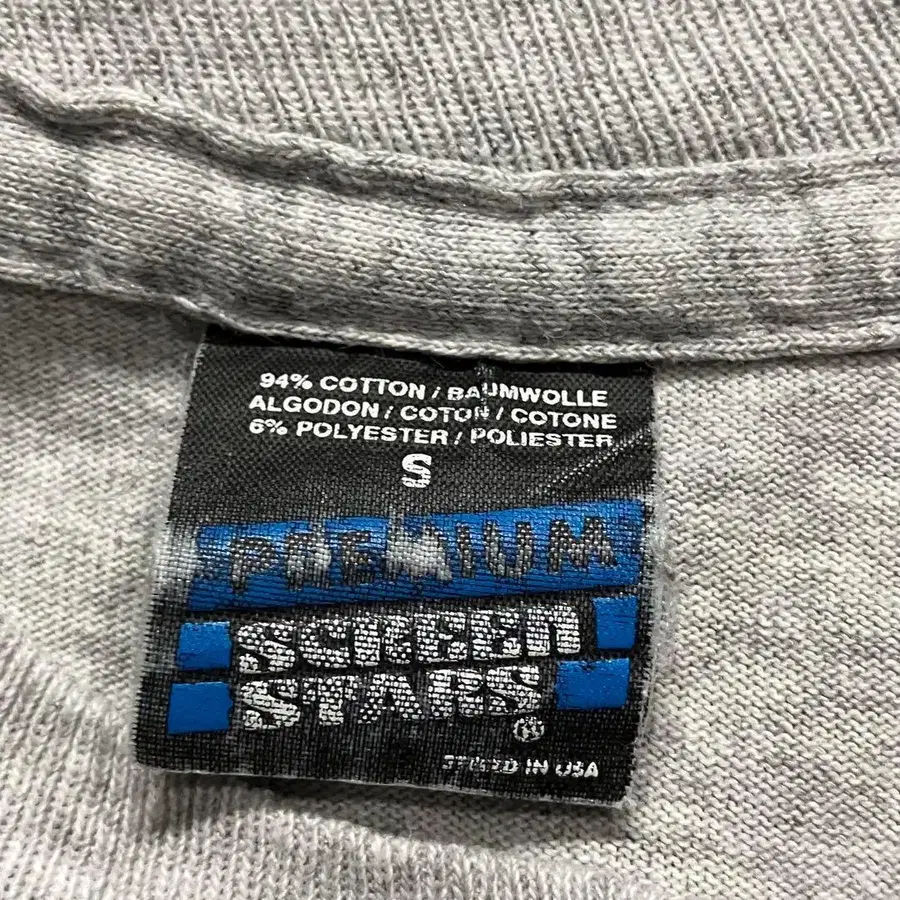 94% COTTON / BAUMWOLLE
ALGODON / COTON / COTONE
6% POLYESTER / POLIESTER
S
PREMIUM
SCREEN
STARS®
IN USA